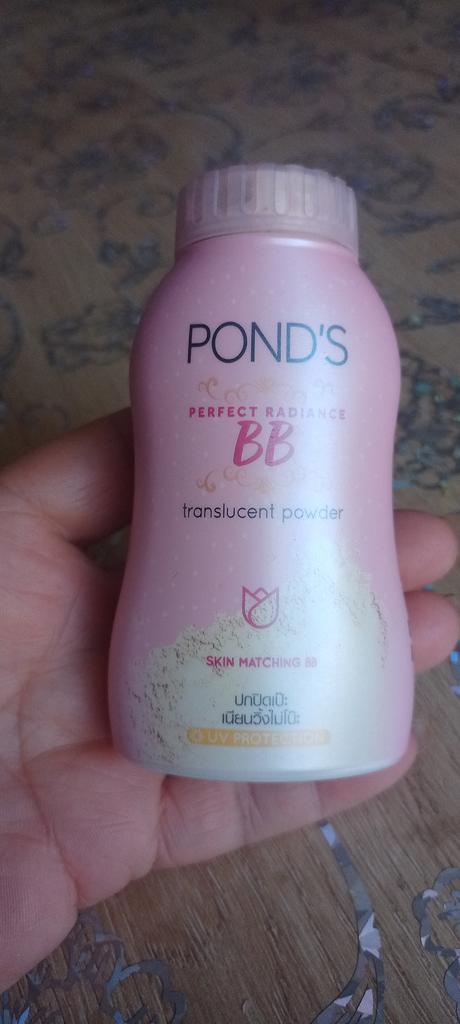 POND'S
PERFECT RADIANCE
BB
translucent powder
SKIN MATCHING BB
ปกปิดเป๊ะ
เนียนวิ้งไม่โป๊ะ
UV PROTECTION